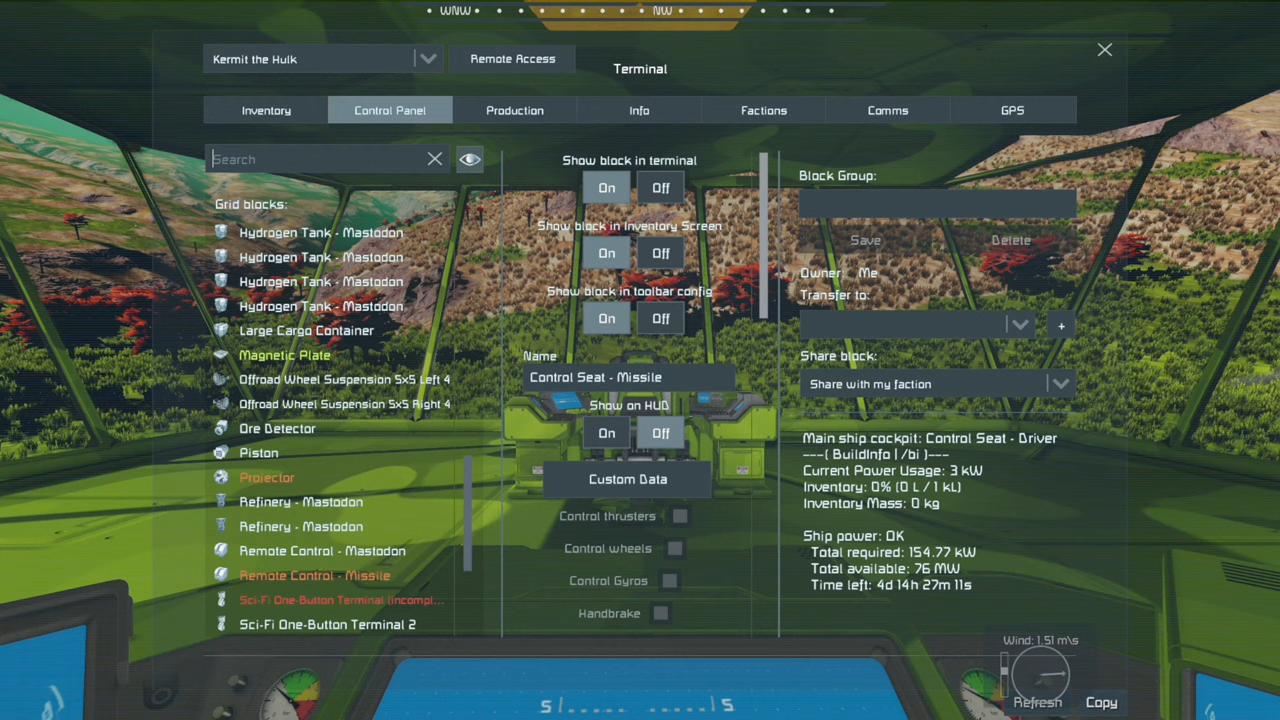 WNW NW
Kermit the Hulk
Remote Access
Terminal
Inventory
Control Panel
Production
Info
Factions
Comms
GPS
Search
Grid blocks:
Hydrogen Tank - Mastodon
Hydrogen Tank - Mastodon
Hydrogen Tank - Mastodon
Hydrogen Tank - Mastodon
Large Cargo Container
Magnetic Plate
Offroad Wheel Suspension 5x5 Left 4
Offroad Wheel Suspension 5x5 Right 4
Ore Detector
Piston
Projector
Refinery - Mastodon
Refinery - Mastodon
Remote Control - Mastodon
Remote Control - Missile
Sci-Fi One-Button Terminal (Incompl...
Sci-Fi One-Button Terminal 2
Show block in terminal
On Off
Show block in Inventory Screen
On Off
Show block in toolbar config
On Off
Name
Control Seat - Missile
Show on HUD
On Off
Custom Data
Control thrusters
Control wheels
Control Gyros
Handbrake
Block Group:
Save Delete
Owner: Me
Transfer to:
+
Share block:
Share with my faction
Main ship cockpit: Control Seat - Driver
---( BuildInfo | /bi )---
Current Power Usage: 3 kW
Inventory: 0% (0 L / 1 kL)
Inventory Mass: 0 kg
Ship power: OK
Total required: 154.77 kW
Total available: 76 MW
Time left: 4d 14h 27m 11s
Wind: 1.51 m/s
Refresh Copy
S S